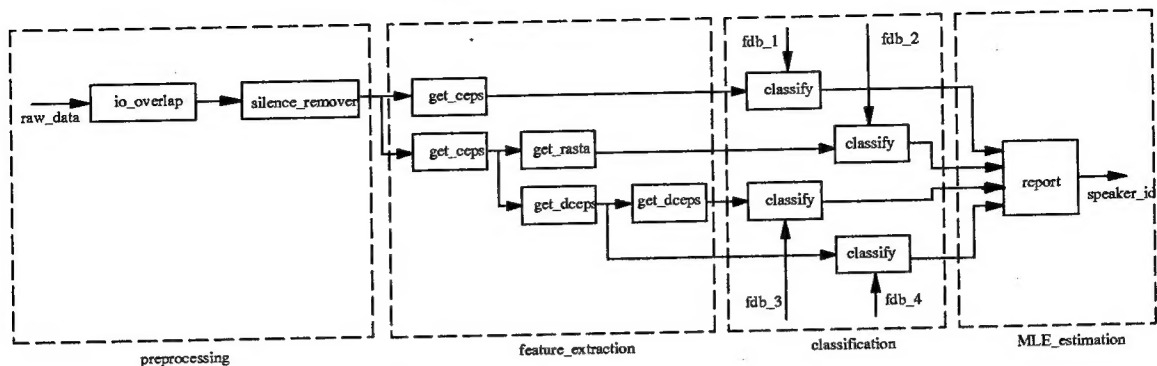 fdb_1
fdb_2
raw_data
io_overlap
silence_remover
get_ceps
classify
get_ceps
get_rasta
classify
get_dceps
get_dceps
classify
report
speaker_id
classify
fdb_3
fdb_4
preprocessing
feature_extraction
classification
MLE_estimation